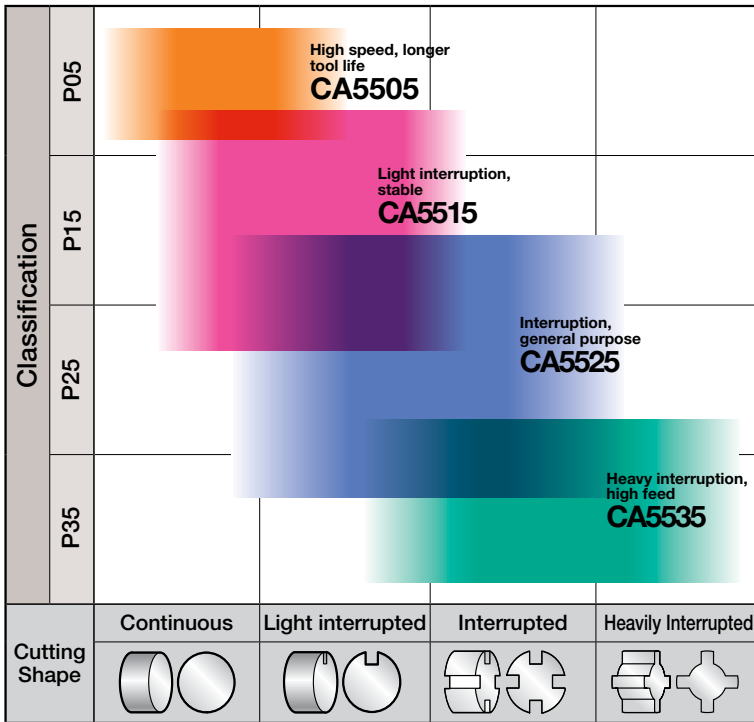 Classification
P05
P15
P25
P35
High speed, longer
tool life
CA5505
Light interruption,
stable
CA5515
Interruption,
general purpose
CA5525
Heavy interruption,
high feed
CA5535
Cutting
Shape
Continuous
Light interrupted
Interrupted
Heavily Interrupted